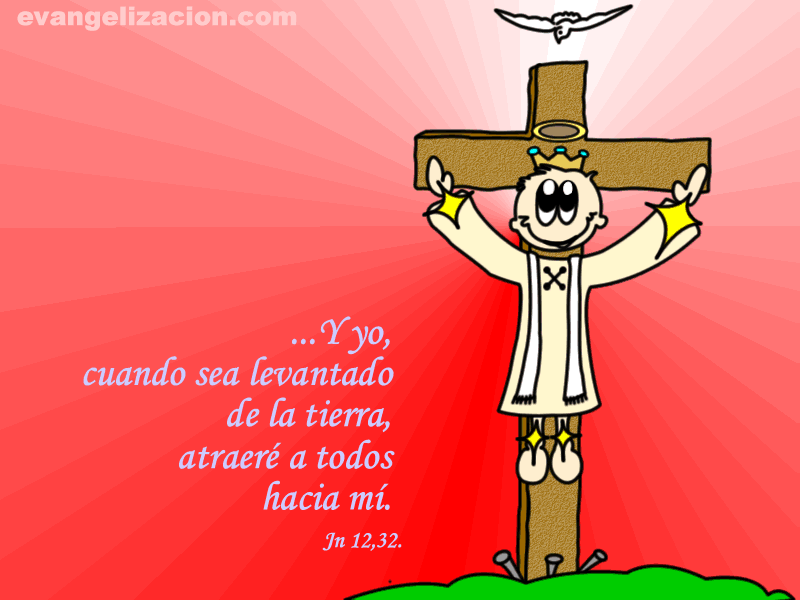 evangelizacion.com
...Y yo,
cuando sea levantado
de la tierra,
atraeré a todos
hacia mí.
Jn 12,32.